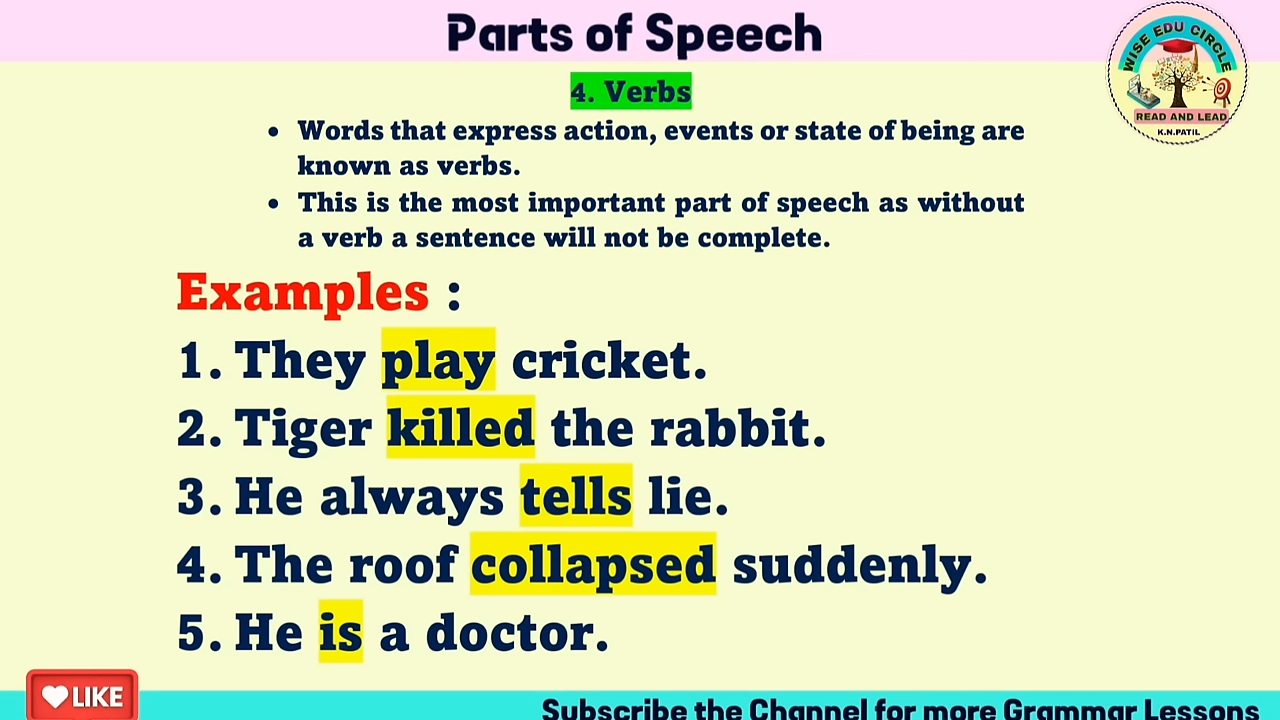 Parts of Speech
WISE EDU CIRCLE
READ AND LEAD
K.N.PATIL
4. Verbs
• Words that express action, events or state of being are
known as verbs.
• This is the most important part of speech as without
a verb a sentence will not be complete.
Examples :
1. They play cricket.
2. Tiger killed the rabbit.
3. He always tells lie.
4. The roof collapsed suddenly.
5. He is a doctor.
LIKE
Subscribe the Channel for more Grammar Lessons